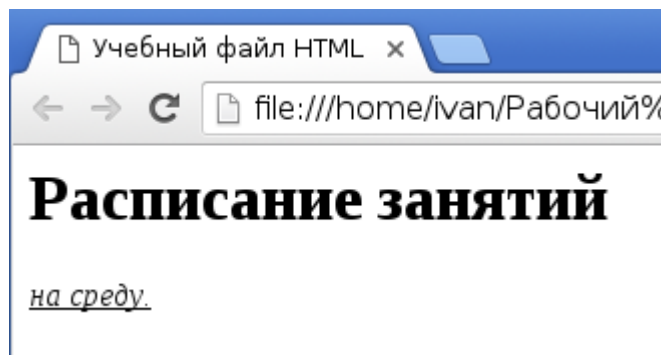 Учебный файл HTML
file:///home/ivan/Рабочий%
Расписание занятий
на среду.